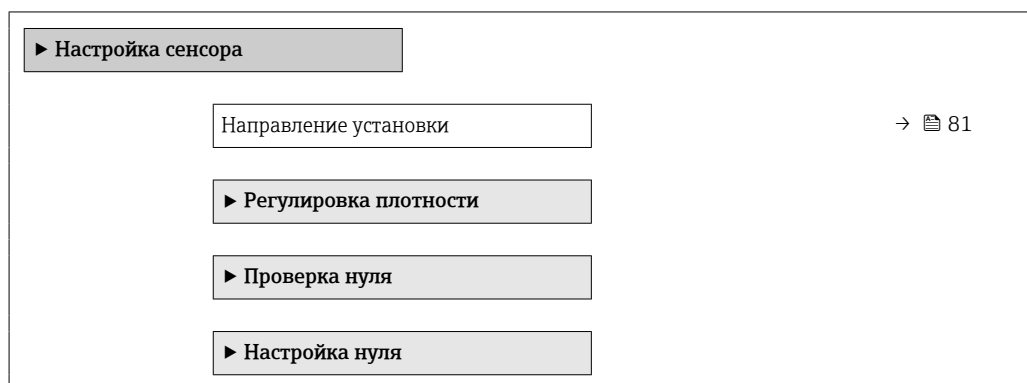 ▶ Настройка сенсора
Направление установки → 81
▶ Регулировка плотности
▶ Проверка нуля
▶ Настройка нуля